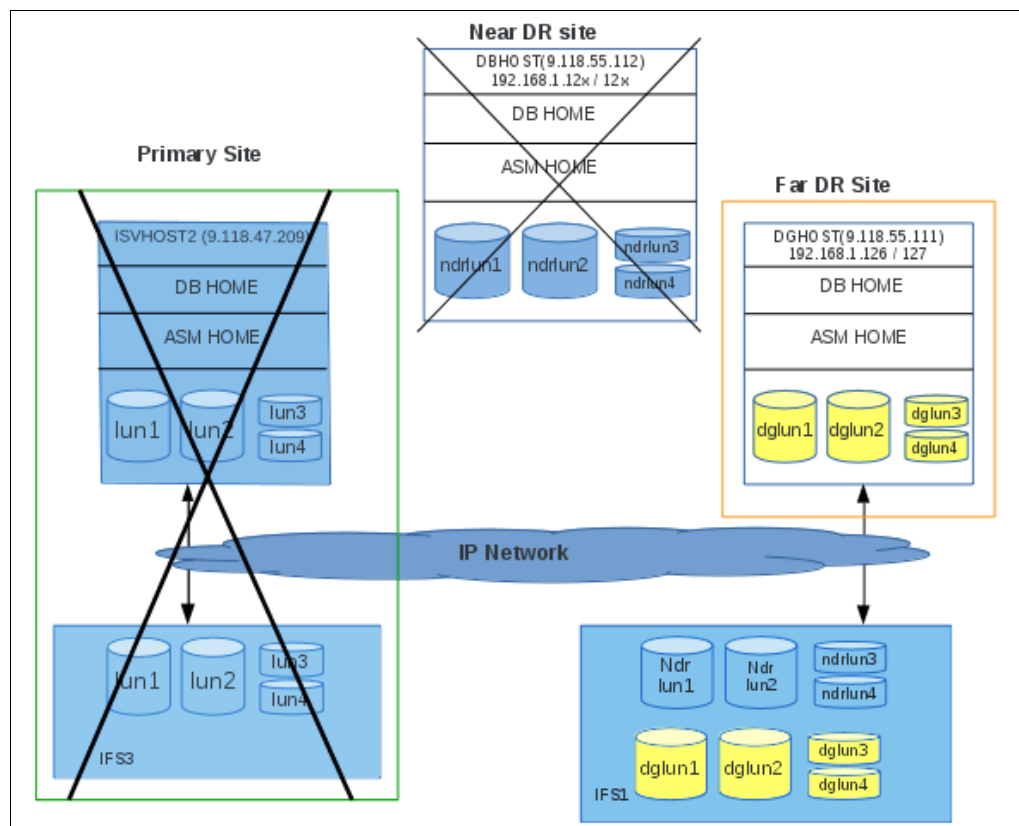 Near DR site
DBHOST(9.118.55.112)
192.168.1.12x / 12x
DB HOME
ASM HOME
ndrlun1
ndrlun2
ndrlun3
ndrlun4
Primary Site
ISVHOST2 (9.118.47.209)
DB HOME
ASM HOME
lun1
lun2
lun3
lun4
Far DR Site
DGHOST(9.118.55.111)
192.168.1.126 / 127
DB HOME
ASM HOME
dglun1
dglun2
dglun3
dglun4
IP Network
lun1
lun2
lun3
lun4
IFS3
Ndr
lun1
Ndr
lun2
ndrlun3
ndrlun4
dglun1
dglun2
dglun3
dglun4
IFS1